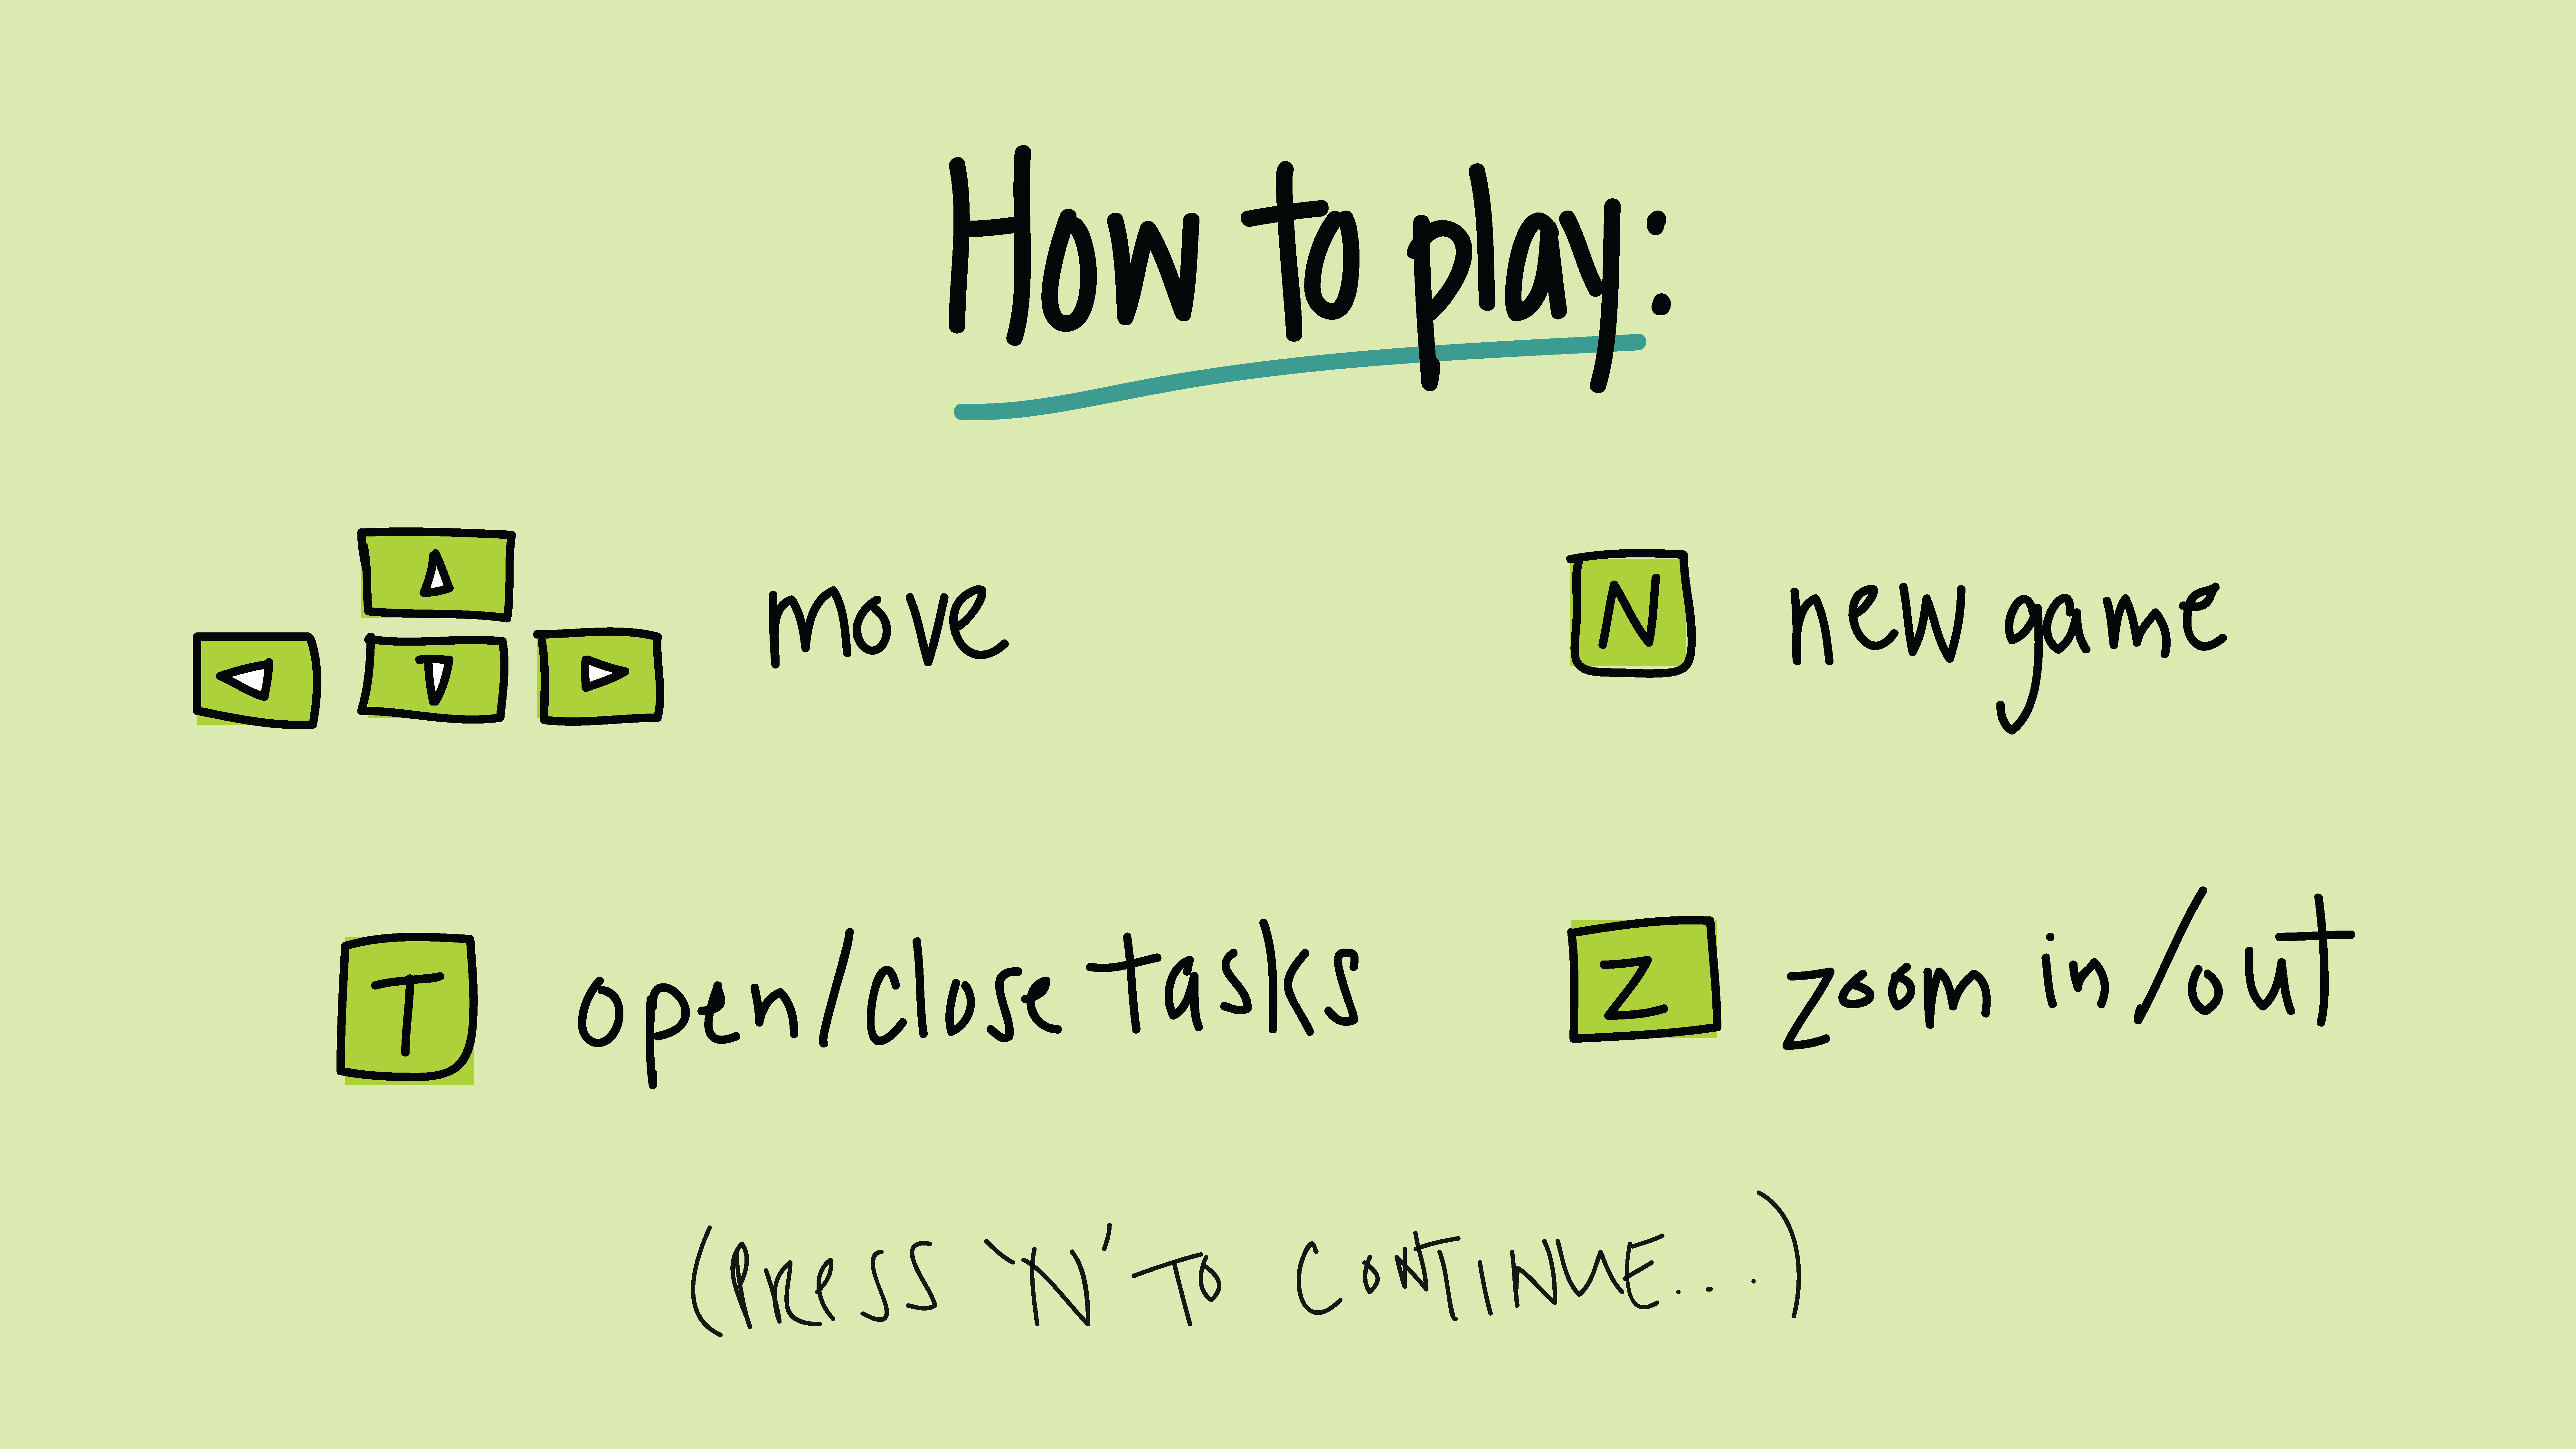 How to play:
move
N new game
T open/close tasks
Z zoom in/out
(PRESS 'N' TO CONTINUE...)